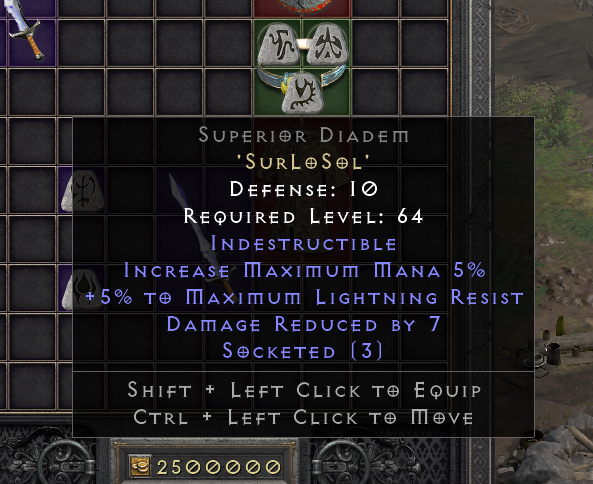 Superior Diadem
'SurLoSol'
Defense: 10
Required Level: 64
Indestructible
Increase Maximum Mana 5%
+5% to Maximum Lightning Resist
Damage Reduced by 7
Socketed (3)
Shift + Left Click to Equip
Ctrl + Left Click to Move
2500000